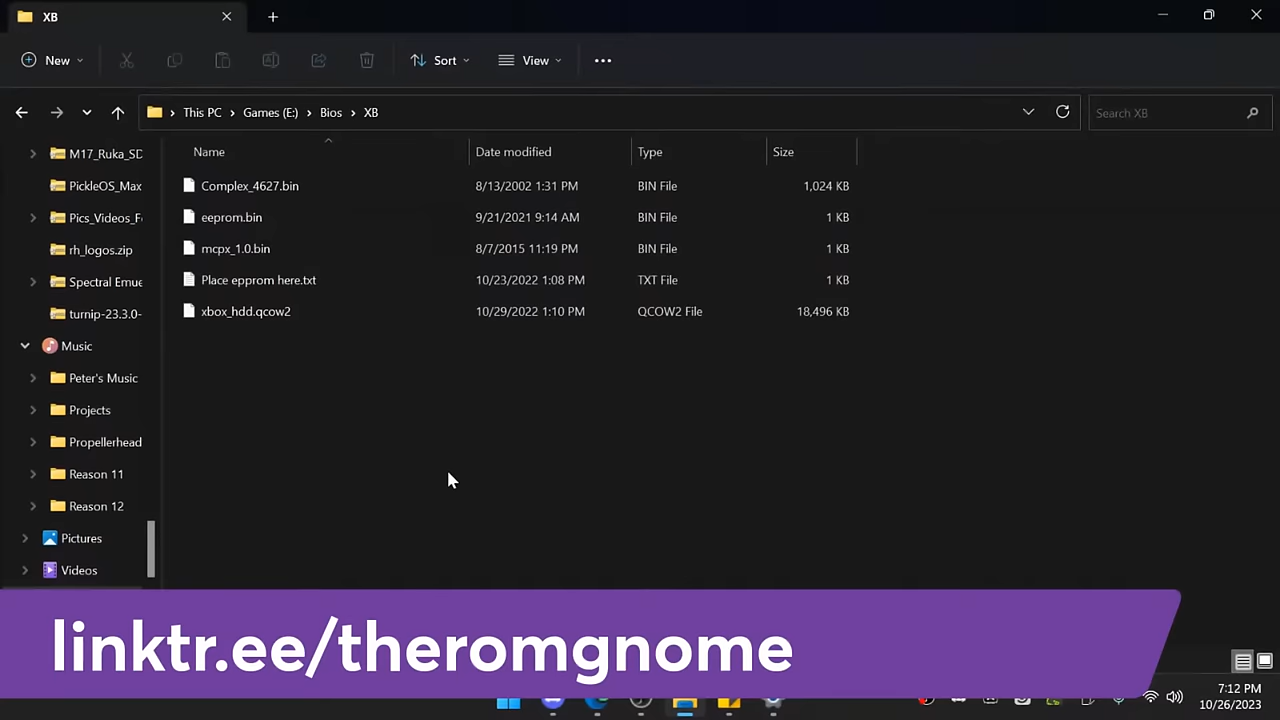 XB
New
Sort
View
This PC > Games (E:) > Bios > XB
Search XB
M17_Ruka_SD
PickleOS_Max
Pics_Videos_F
rh_logos.zip
Spectral Emue
turnip-23.3.0-
Music
Peter's Music
Projects
Propellerhead
Reason 11
Reason 12
Pictures
Videos
Name Date modified Type Size
Complex_4627.bin 8/13/2002 1:31 PM BIN File 1,024 KB
eeprom.bin 9/21/2021 9:14 AM BIN File 1 KB
mcpx_1.0.bin 8/7/2015 11:19 PM BIN File 1 KB
Place epprom here.txt 10/23/2022 1:08 PM TXT File 1 KB
xbox_hdd.qcow2 10/29/2022 1:10 PM QCOW2 File 18,496 KB
linktr.ee/theromgnome
7:12 PM
10/26/2023